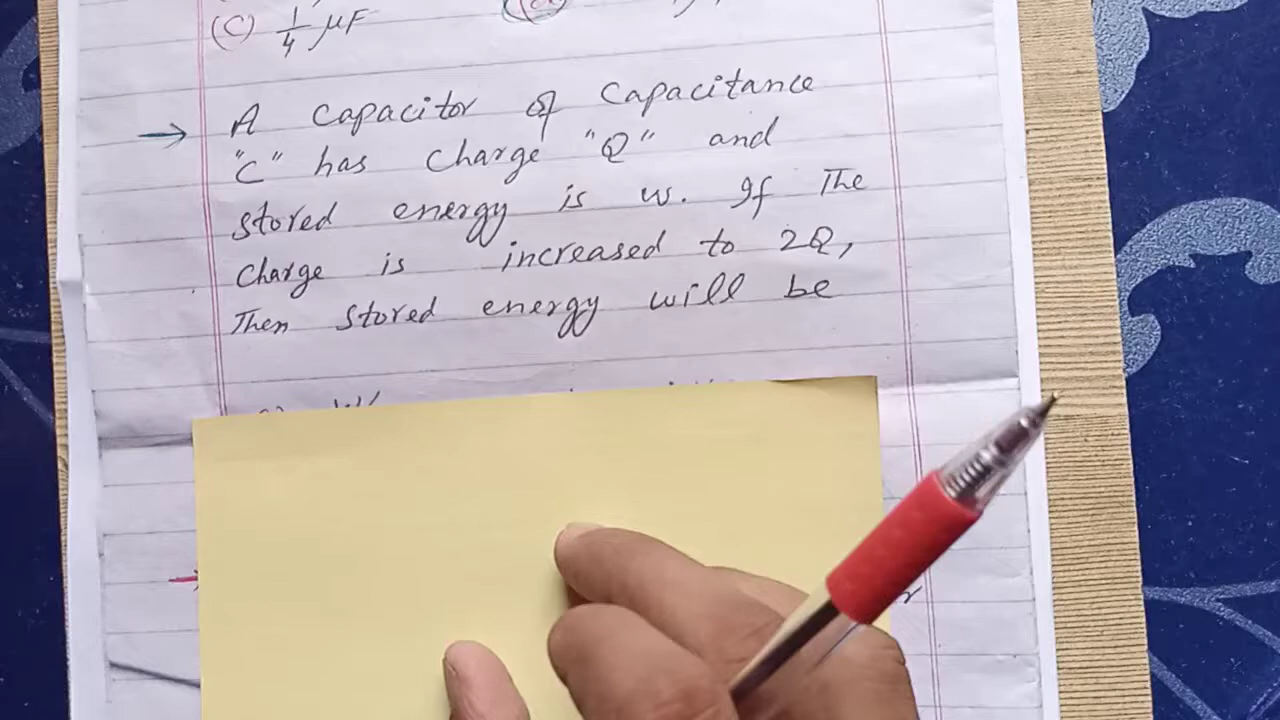 (C) 1/4 μF
→ A capacitor of capacitance
"C" has charge "Q" and
stored energy is w. If The
charge is increased to 2Q,
Then stored energy will be